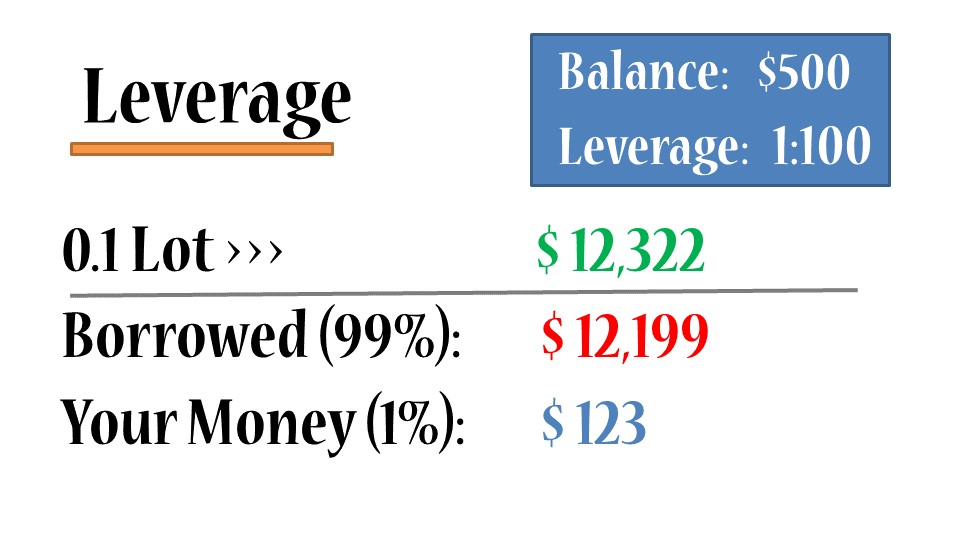 Leverage
Balance: $500
Leverage: 1:100
0.1 Lot >>> $ 12,322
Borrowed (99%): $ 12,199
Your Money (1%): $ 123